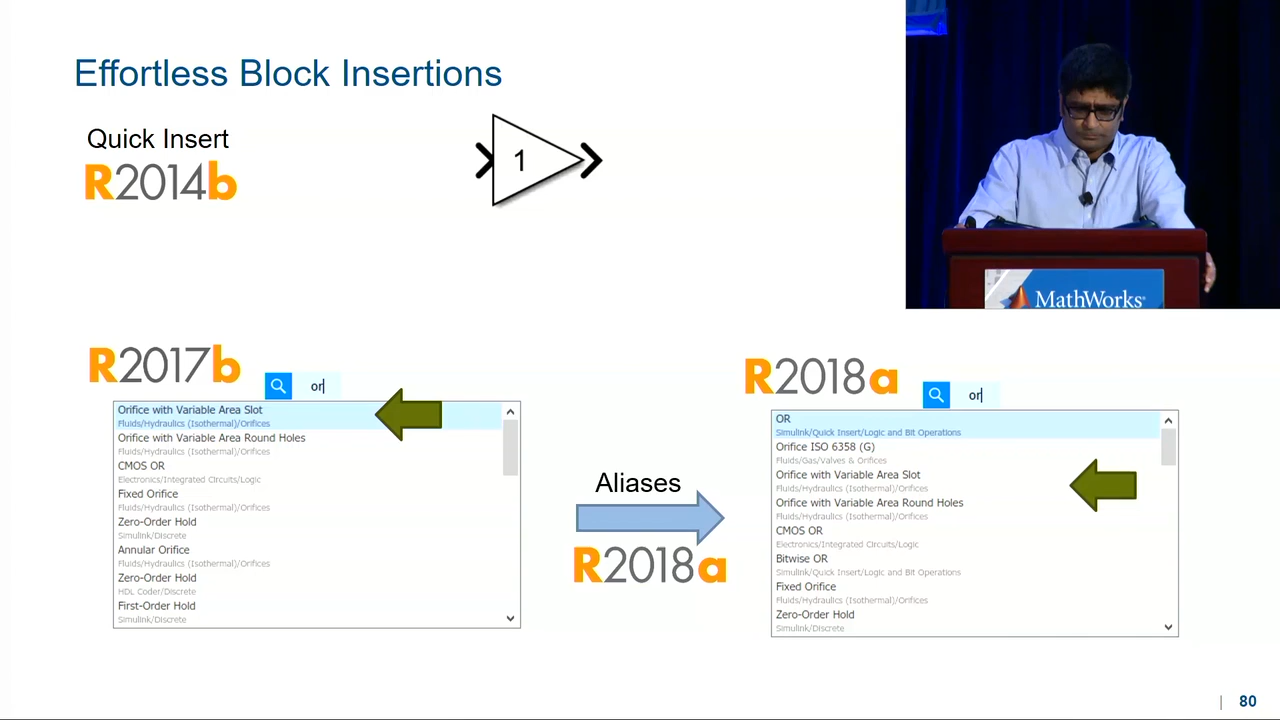 Effortless Block Insertions
Quick Insert
R2014b
1
MathWorks®
R2017b
or
Orifice with Variable Area Slot
Fluids/Hydraulics (Isothermal)/Orifices
Orifice with Variable Area Round Holes
Fluids/Hydraulics (Isothermal)/Orifices
CMOS OR
Electronics/Integrated Circuits/Logic
Fixed Orifice
Fluids/Hydraulics (Isothermal)/Orifices
Zero-Order Hold
Simulink/Discrete
Annular Orifice
Fluids/Hydraulics (Isothermal)/Orifices
Zero-Order Hold
HDL Coder/Discrete
First-Order Hold
Simulink/Discrete
Aliases
R2018a
R2018a
or
OR
Simulink/Quick Insert/Logic and Bit Operations
Orifice ISO 6358 (G)
Fluids/Gas/Valves & Orifices
Orifice with Variable Area Slot
Fluids/Hydraulics (Isothermal)/Orifices
Orifice with Variable Area Round Holes
Fluids/Hydraulics (Isothermal)/Orifices
CMOS OR
Electronics/Integrated Circuits/Logic
Bitwise OR
Simulink/Quick Insert/Logic and Bit Operations
Fixed Orifice
Fluids/Hydraulics (Isothermal)/Orifices
Zero-Order Hold
Simulink/Discrete
80